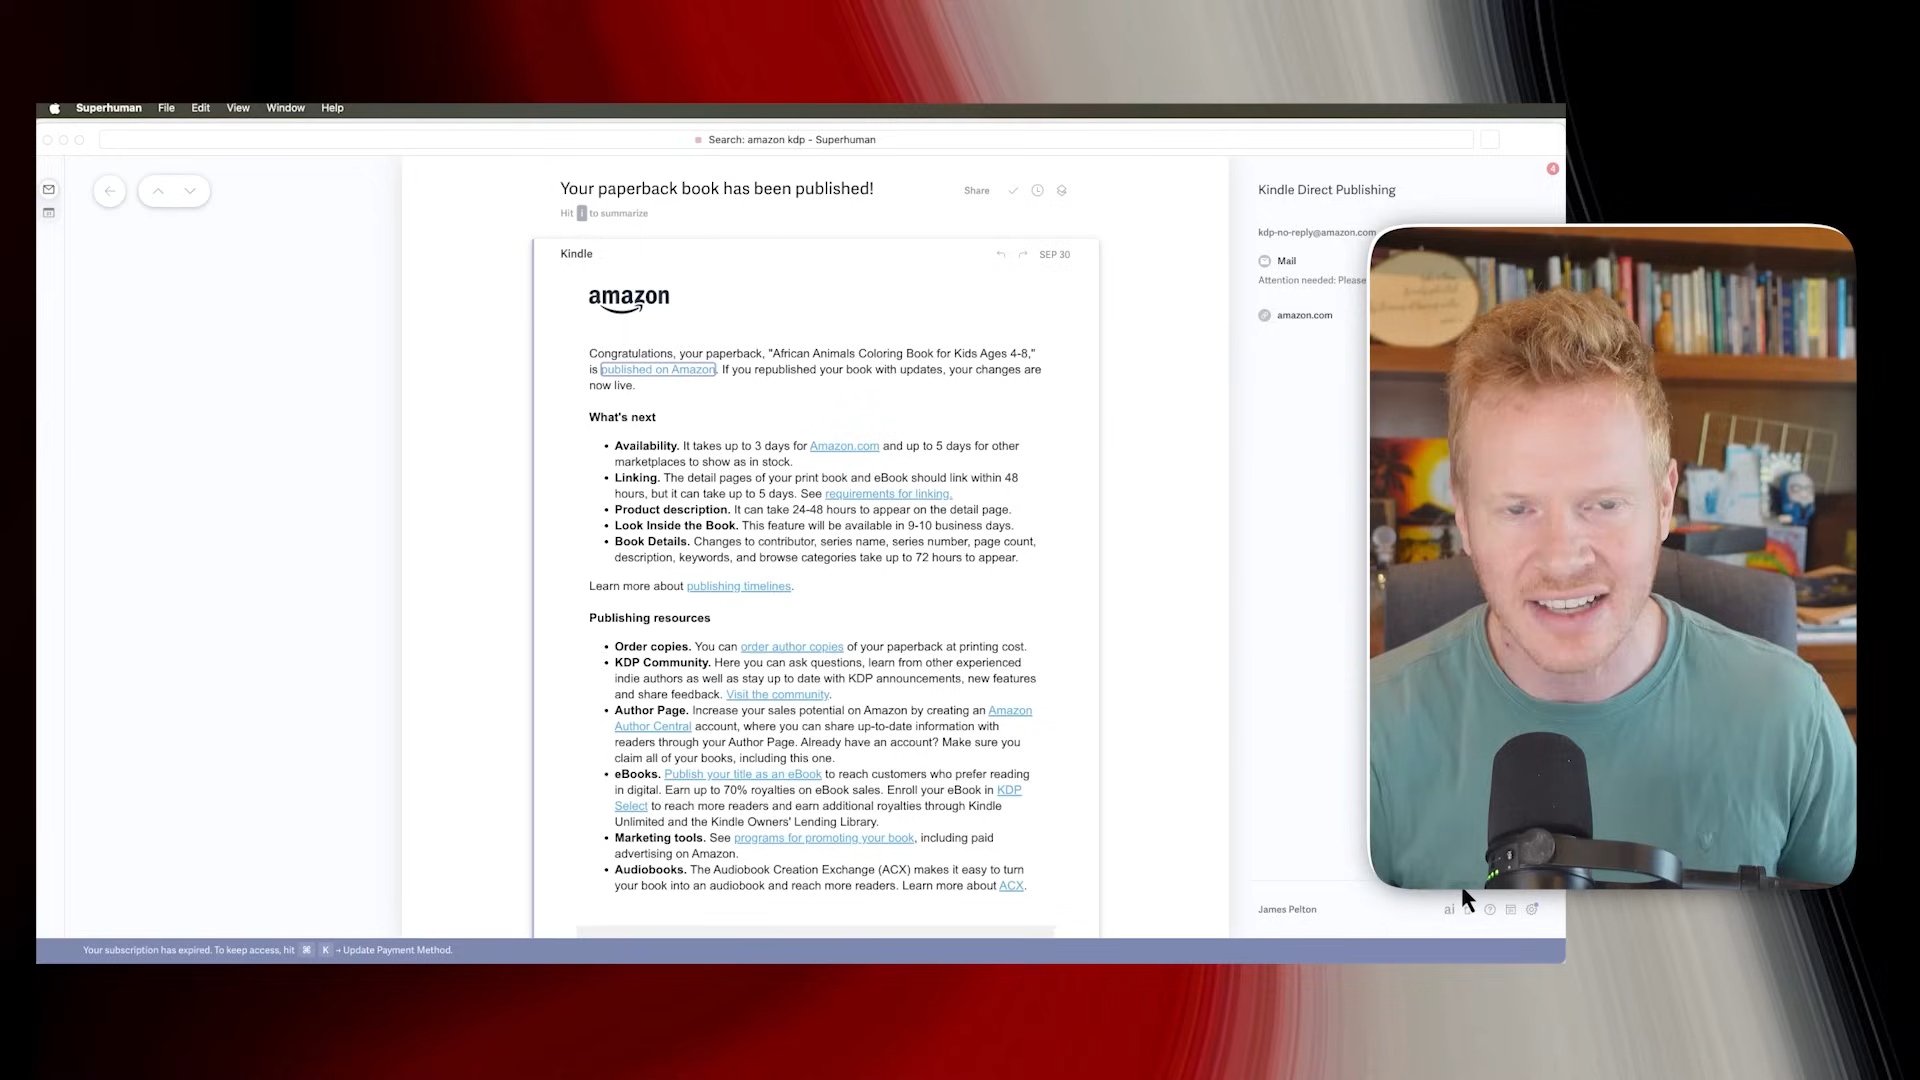 Superhuman File Edit View Window Help
Search: amazon kdp - Superhuman
4
Your paperback book has been published!
Share
Hit i to summarize
Kindle
SEP 30
amazon
Congratulations, your paperback, "African Animals Coloring Book for Kids Ages 4-8,"
is published on Amazon. If you republished your book with updates, your changes are
now live.
What's next
• Availability. It takes up to 3 days for Amazon.com and up to 5 days for other
marketplaces to show as in stock.
• Linking. The detail pages of your print book and eBook should link within 48
hours, but it can take up to 5 days. See requirements for linking.
• Product description. It can take 24-48 hours to appear on the detail page.
• Look Inside the Book. This feature will be available in 9-10 business days.
• Book Details. Changes to contributor, series name, series number, page count,
description, keywords, and browse categories take up to 72 hours to appear.
Learn more about publishing timelines.
Publishing resources
• Order copies. You can order author copies of your paperback at printing cost.
• KDP Community. Here you can ask questions, learn from other experienced
indie authors as well as stay up to date with KDP announcements, new features
and share feedback. Visit the community.
• Author Page. Increase your sales potential on Amazon by creating an Amazon
Author Central account, where you can share up-to-date information with
readers through your Author Page. Already have an account? Make sure you
claim all of your books, including this one.
• eBooks. Publish your title as an eBook to reach customers who prefer reading
in digital. Earn up to 70% royalties on eBook sales. Enroll your eBook in KDP
Select to reach more readers and earn additional royalties through Kindle
Unlimited and the Kindle Owners' Lending Library.
• Marketing tools. See programs for promoting your book, including paid
advertising on Amazon.
• Audiobooks. The Audiobook Creation Exchange (ACX) makes it easy to turn
your book into an audiobook and reach more readers. Learn more about ACX.
Kindle Direct Publishing
kdp-no-reply@amazon.com
Mail
Attention needed: Please
amazon.com
James Pelton
ai
Your subscription has expired. To keep access, hit ⌘ K → Update Payment Method.